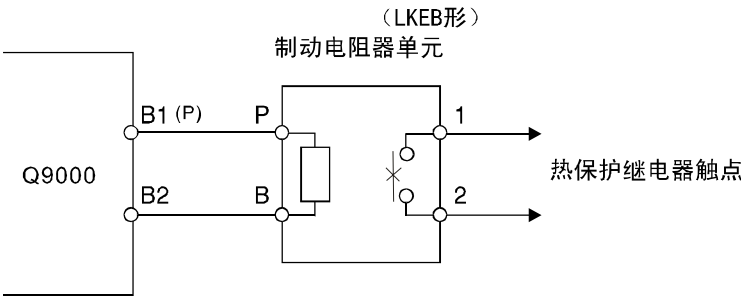 （LKEB形）
制动电阻器单元
B1 (P)
P
1
Q9000
热保护继电器触点
B2
B
2